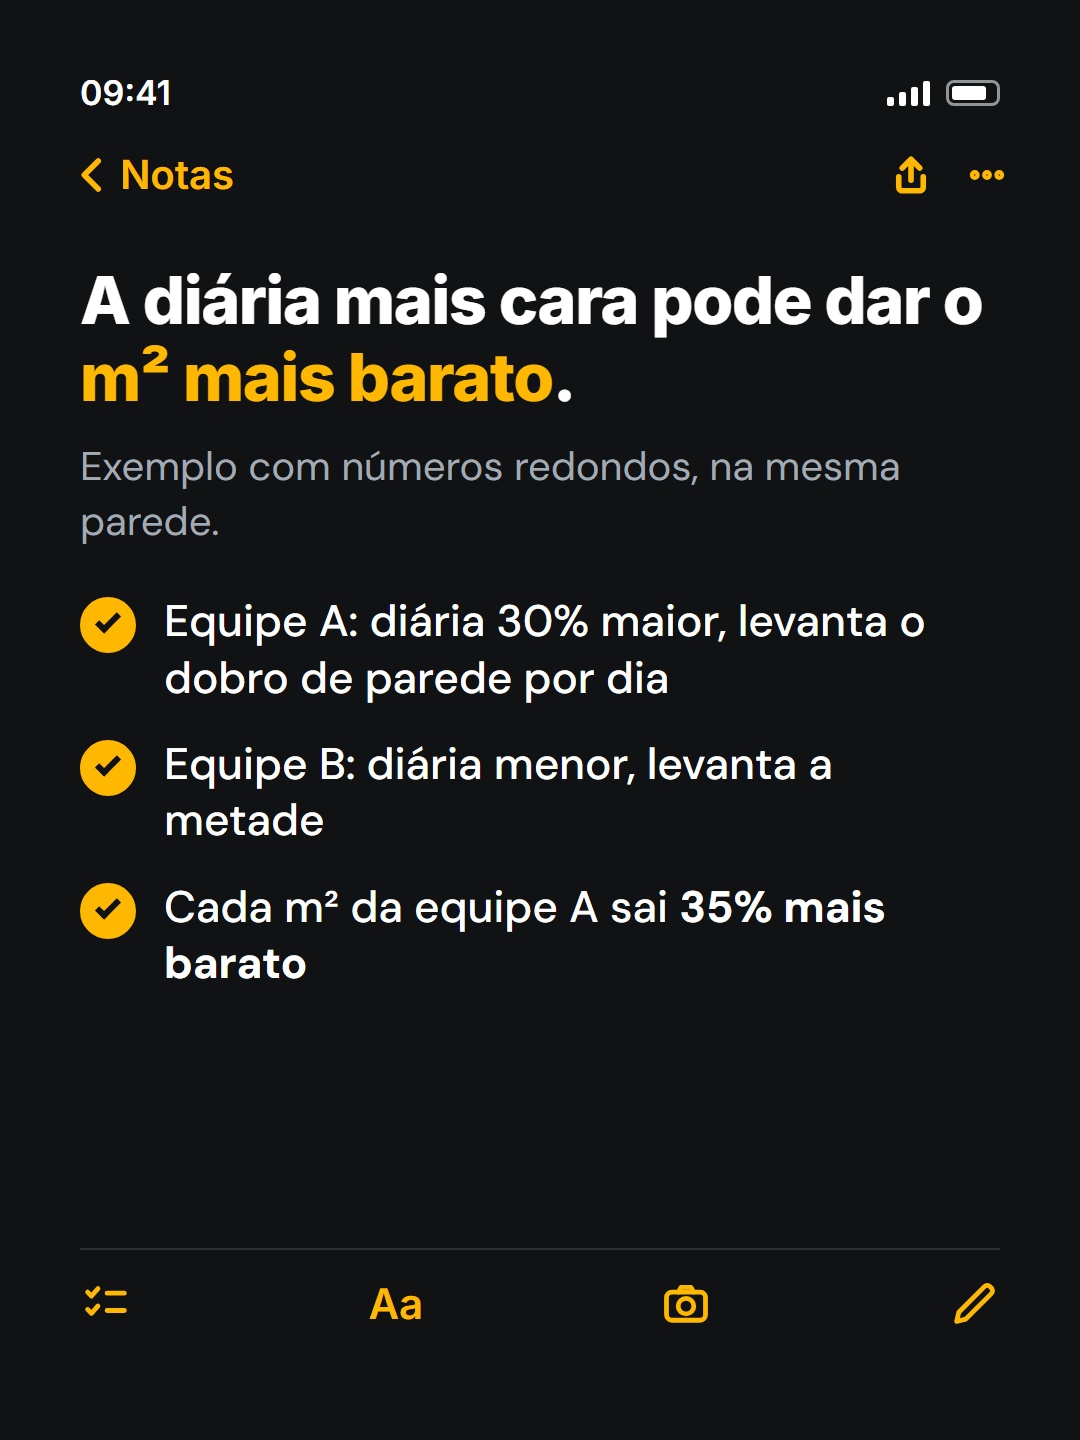 09:41
Notas
A diária mais cara pode dar o
m² mais barato.
Exemplo com números redondos, na mesma
parede.
Equipe A: diária 30% maior, levanta o
dobro de parede por dia
Equipe B: diária menor, levanta a
metade
Cada m² da equipe A sai 35% mais
barato
Aa